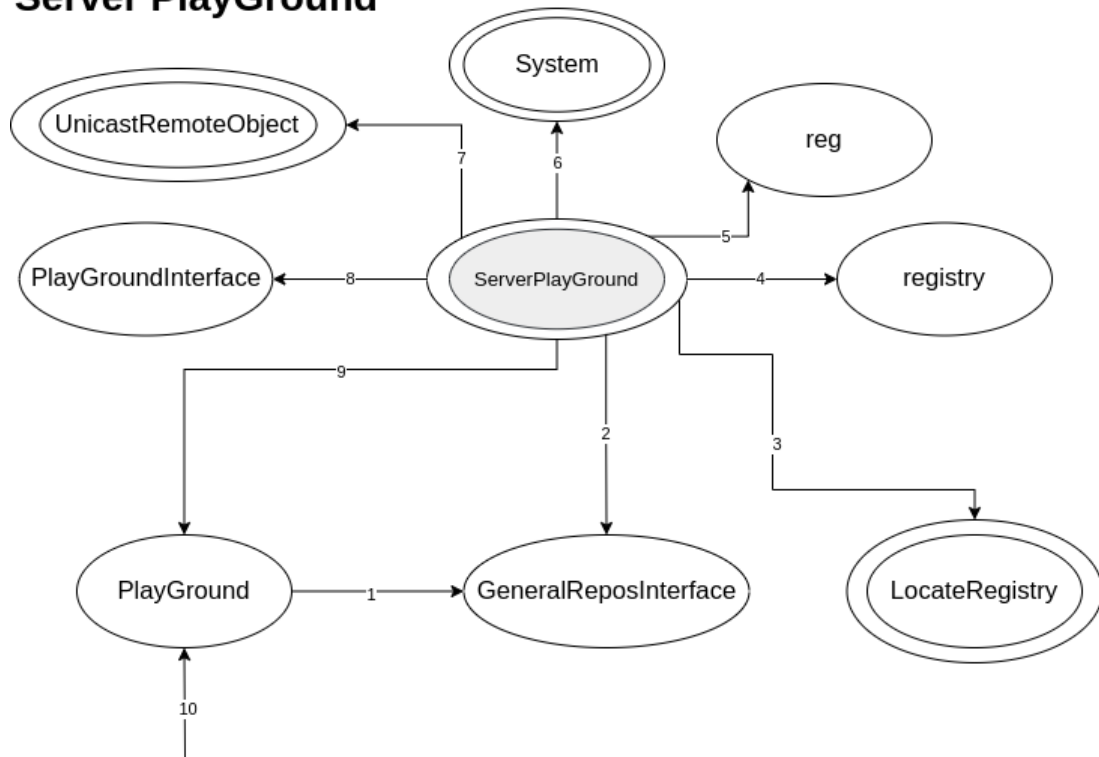 Server PlayGround
System
UnicastRemoteObject
reg
7
6
5
PlayGroundInterface
8
ServerPlayGround
4
registry
9
2
3
PlayGround
1
GeneralReposInterface
LocateRegistry
10